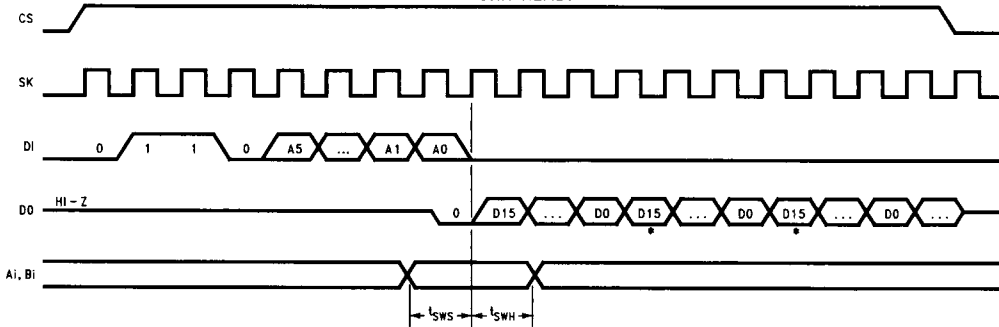 CS
SK
DI 0 1 1 0 A5 ... A1 A0
DO HI-Z 0 D15 ... D0 D15 ... D0 D15 ... D0 ...
* *
Ai, Bi
tSWS tSWH